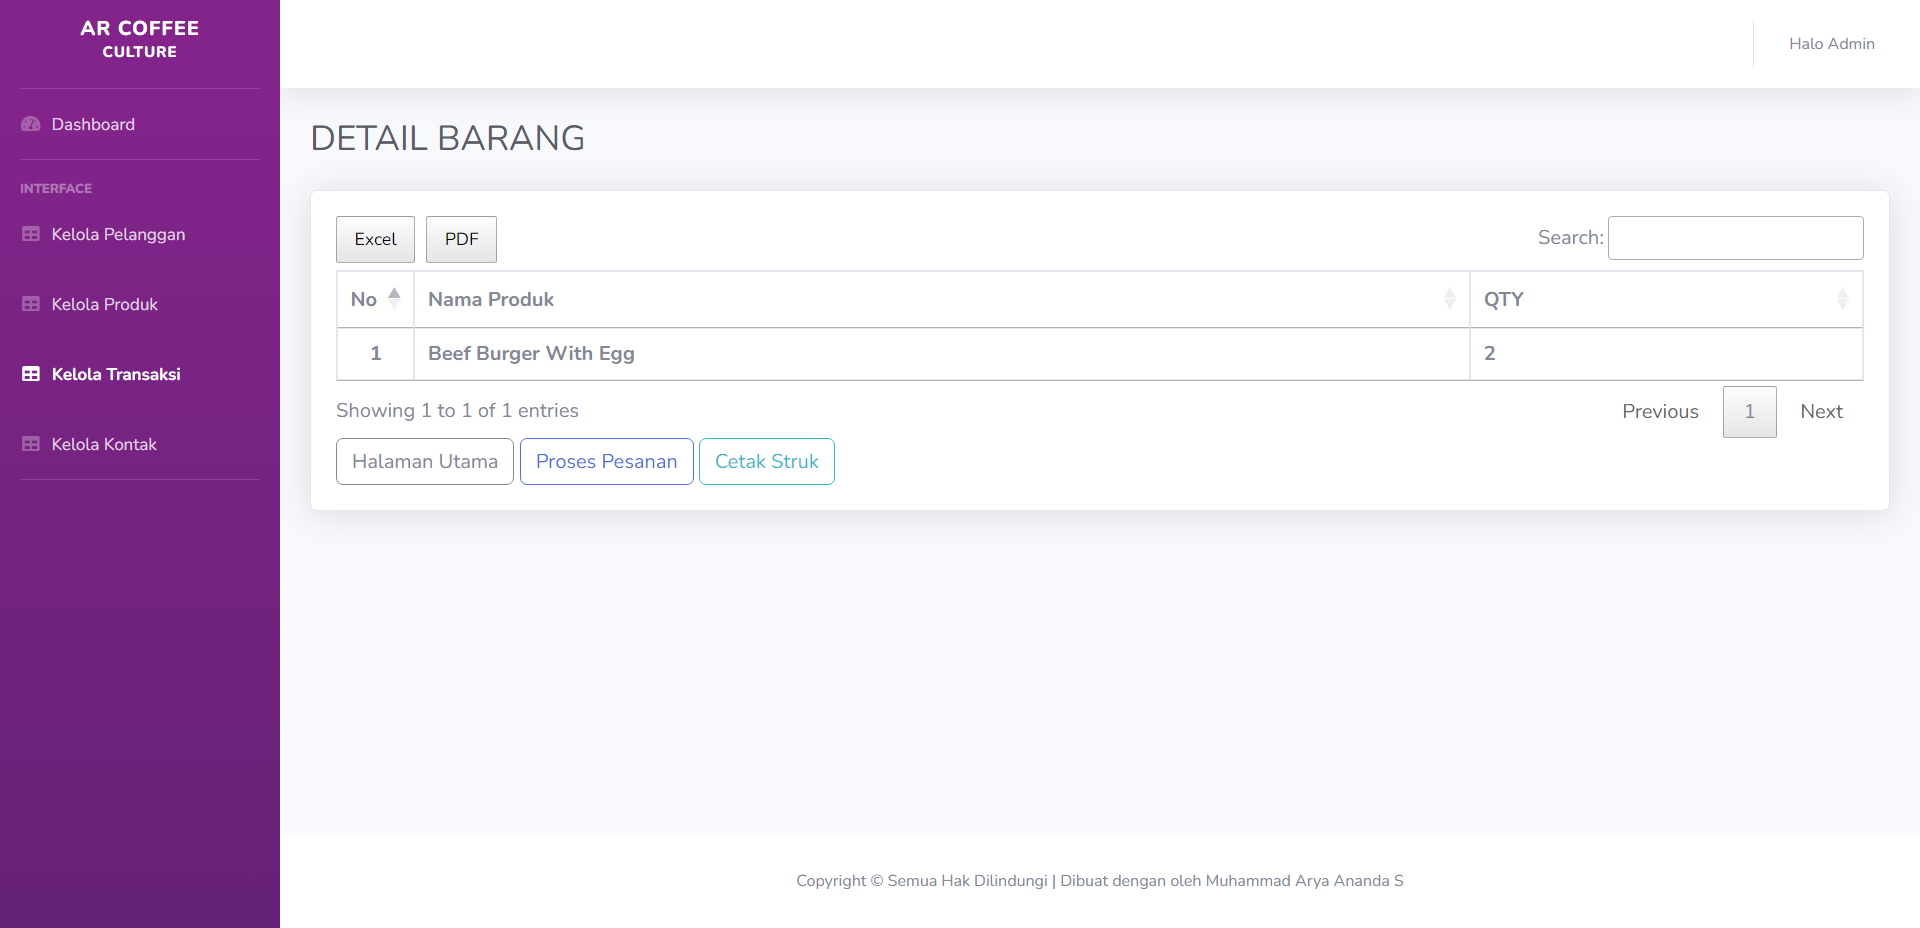 AR COFFEE
CULTURE
Halo Admin
Dashboard
INTERFACE
Kelola Pelanggan
Kelola Produk
Kelola Transaksi
Kelola Kontak
DETAIL BARANG
Excel PDF Search:
No Nama Produk QTY
1 Beef Burger With Egg 2
Showing 1 to 1 of 1 entries Previous 1 Next
Halaman Utama Proses Pesanan Cetak Struk
Copyright © Semua Hak Dilindungi | Dibuat dengan oleh Muhammad Arya Ananda S